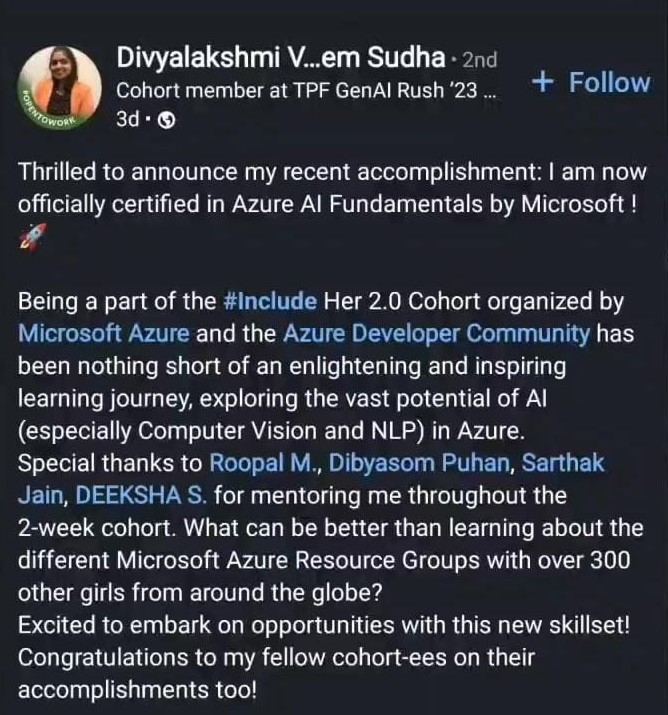 Divyalakshmi V...em Sudha · 2nd
Cohort member at TPF GenAI Rush '23 ...
+ Follow
3d ·
#OPENTOWORK
Thrilled to announce my recent accomplishment: I am now
officially certified in Azure AI Fundamentals by Microsoft !
🚀
Being a part of the #Include Her 2.0 Cohort organized by
Microsoft Azure and the Azure Developer Community has
been nothing short of an enlightening and inspiring
learning journey, exploring the vast potential of AI
(especially Computer Vision and NLP) in Azure.
Special thanks to Roopal M., Dibyasom Puhan, Sarthak
Jain, DEEKSHA S. for mentoring me throughout the
2-week cohort. What can be better than learning about the
different Microsoft Azure Resource Groups with over 300
other girls from around the globe?
Excited to embark on opportunities with this new skillset!
Congratulations to my fellow cohort-ees on their
accomplishments too!